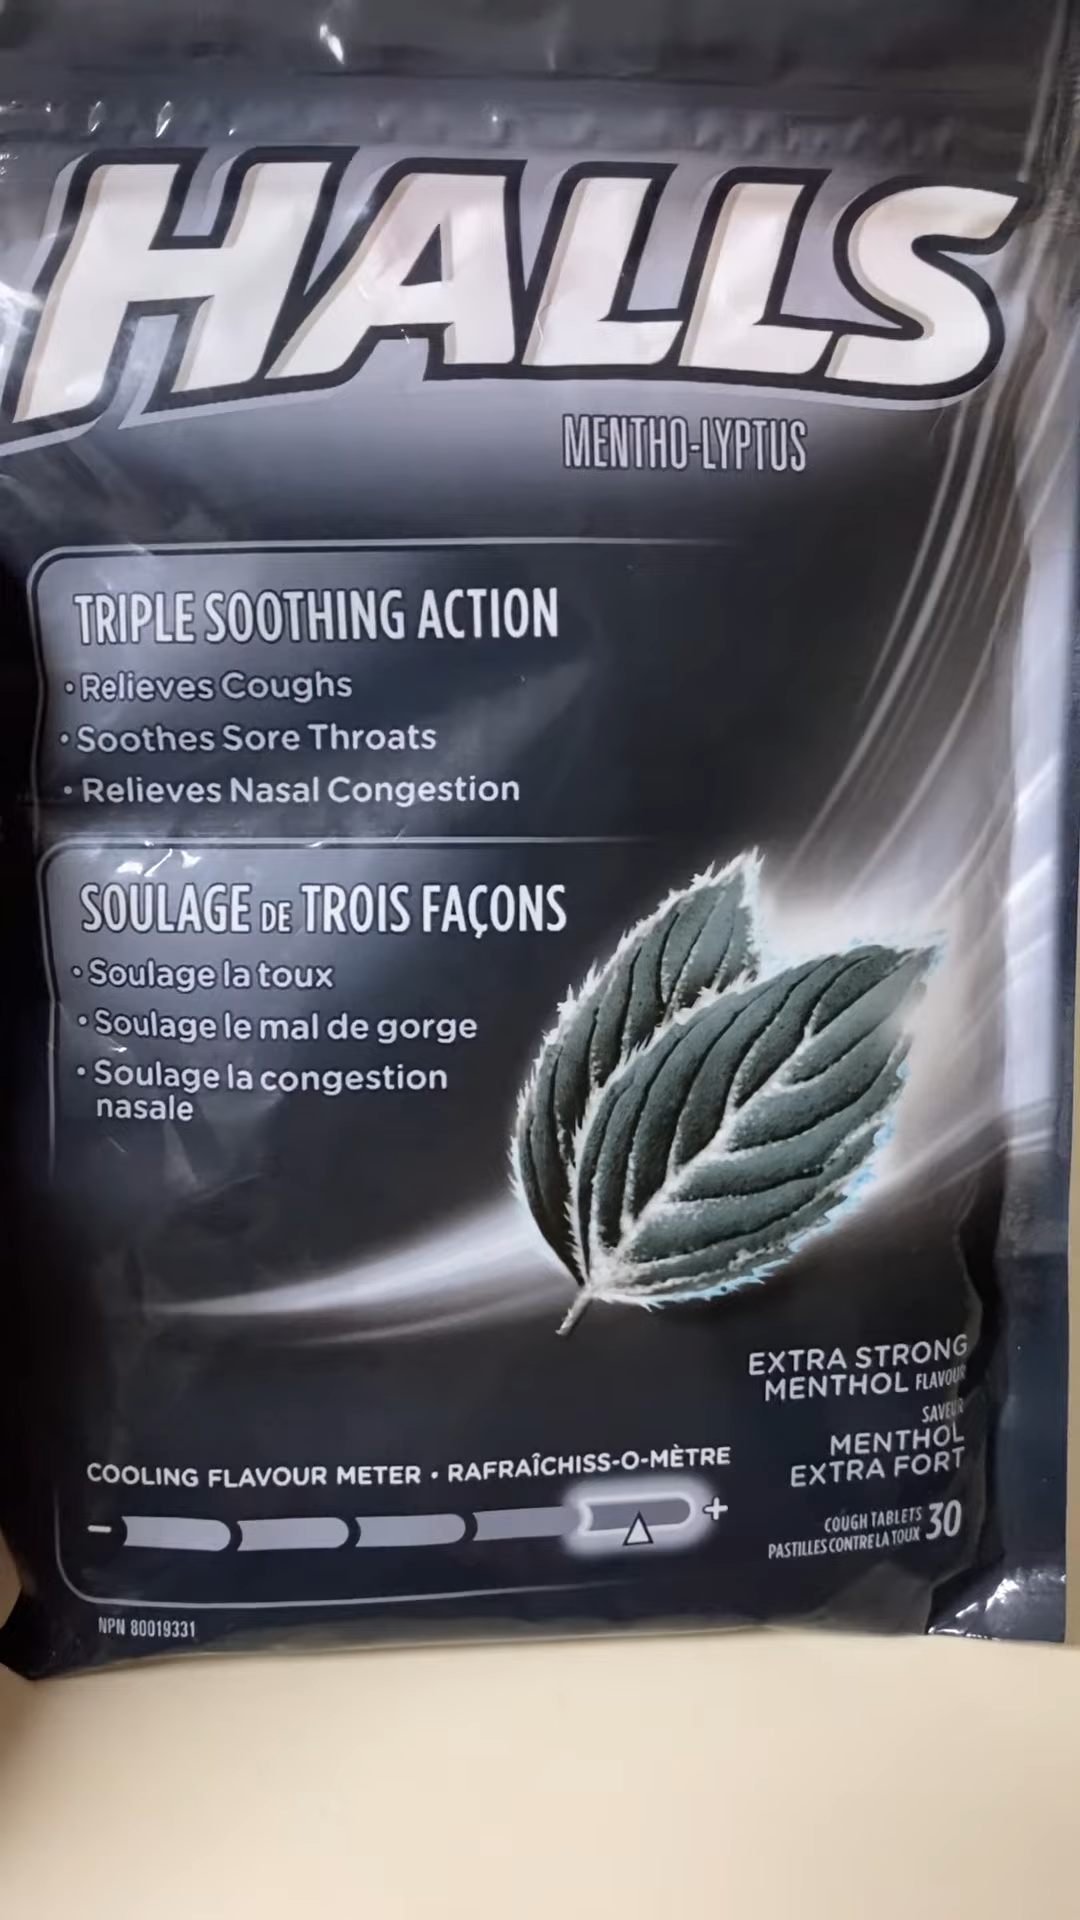 HALLS
MENTHO-LYPTUS
TRIPLE SOOTHING ACTION
• Relieves Coughs
• Soothes Sore Throats
• Relieves Nasal Congestion
SOULAGE DE TROIS FAÇONS
• Soulage la toux
• Soulage le mal de gorge
• Soulage la congestion
nasale
EXTRA STRONG
MENTHOL FLAVOUR
SAVEUR
MENTHOL
EXTRA FORT
COOLING FLAVOUR METER • RAFRAÎCHISS-O-MÈTRE
- +
COUGH TABLETS 30
PASTILLES CONTRE LA TOUX
NPN 80019331